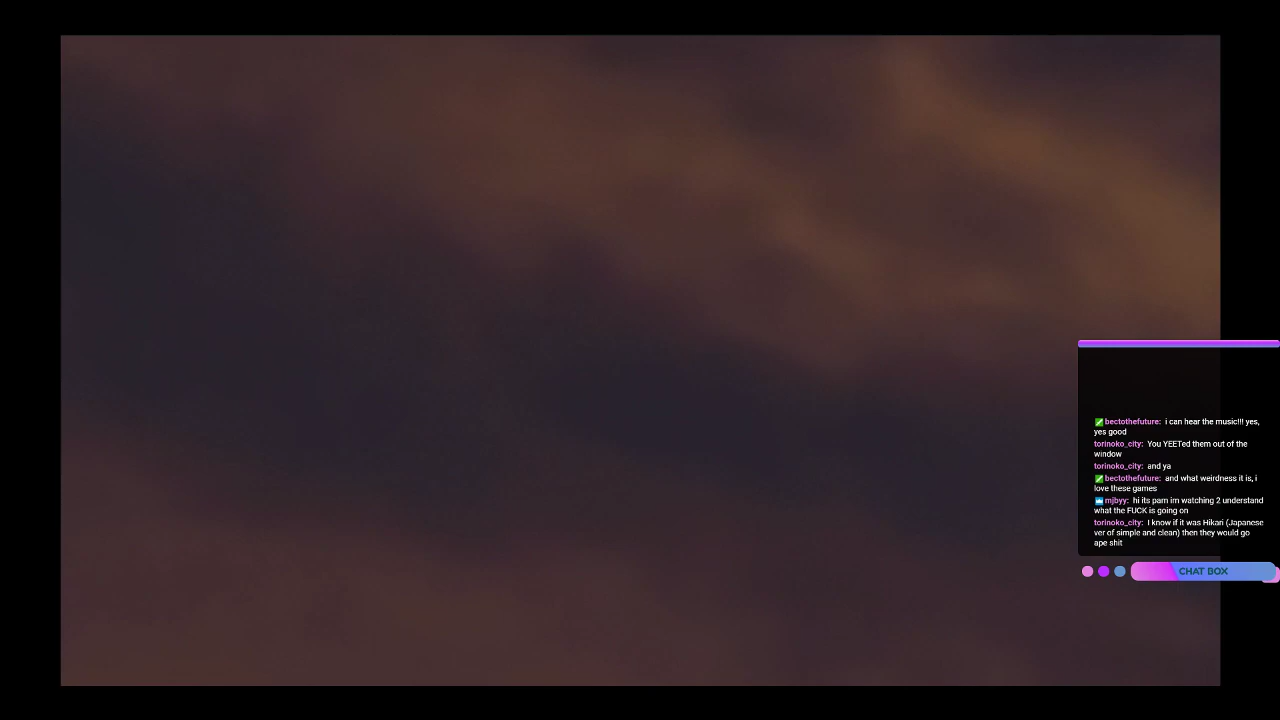 bectothefuture: i can hear the music!!! yes,
yes good
torinoko_city: You YEETed them out of the
window
torinoko_city: and ya
bectothefuture: and what weirdness it is, i
love these games
mjbyy: hi its pam im watching 2 understand
what the FUCK is going on
torinoko_city: I know if it was Hikari (Japanese
ver of simple and clean) then they would go
ape shit
CHAT BOX